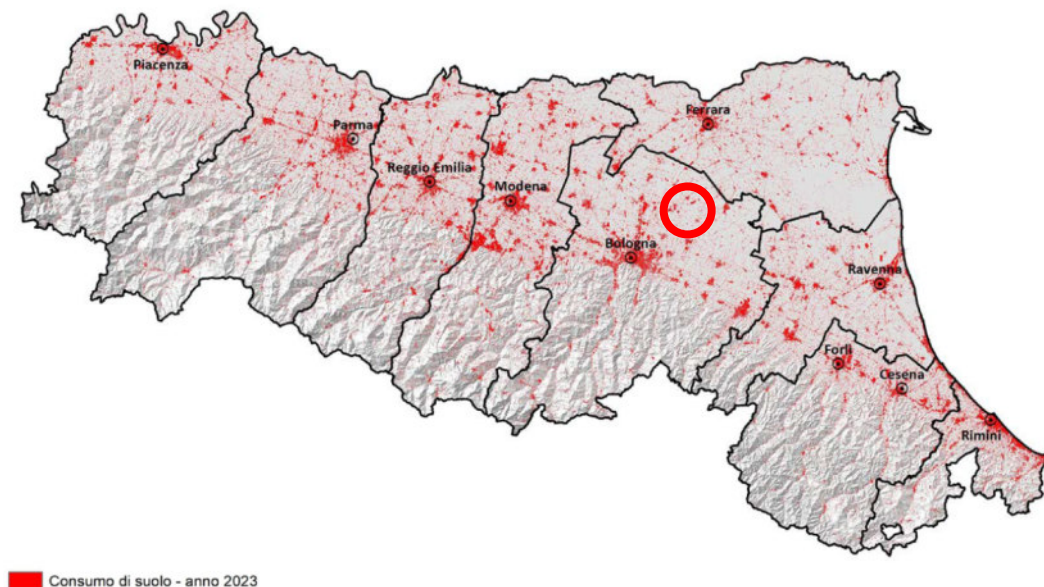 Piacenza
Parma
Reggio Emilia
Modena
Ferrara
Bologna
Ravenna
Forlì
Cesena
Rimini
Consumo di suolo - anno 2023